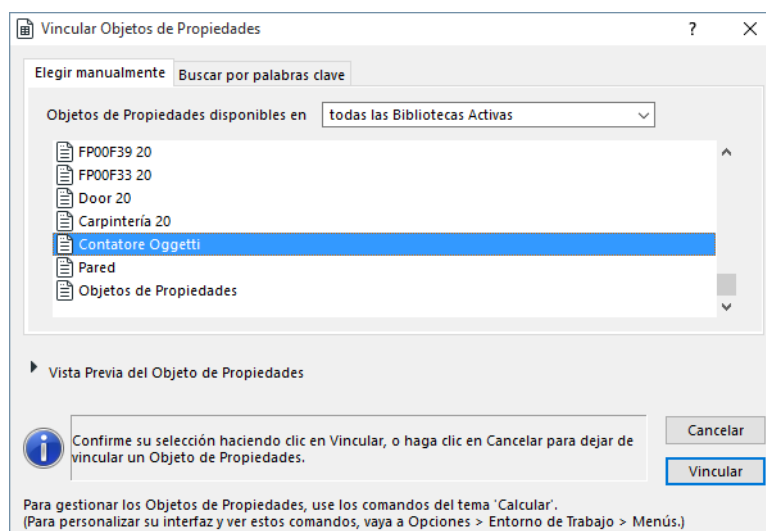 Vincular Objetos de Propiedades
?
Elegir manualmente
Buscar por palabras clave
Objetos de Propiedades disponibles en
todas las Bibliotecas Activas
FP00F39 20
FP00F33 20
Door 20
Carpintería 20
Contatore Oggetti
Pared
Objetos de Propiedades
Vista Previa del Objeto de Propiedades
Confirme su selección haciendo clic en Vincular, o haga clic en Cancelar para dejar de
vincular un Objeto de Propiedades.
Cancelar
Vincular
Para gestionar los Objetos de Propiedades, use los comandos del tema 'Calcular'.
(Para personalizar su interfaz y ver estos comandos, vaya a Opciones > Entorno de Trabajo > Menús.)